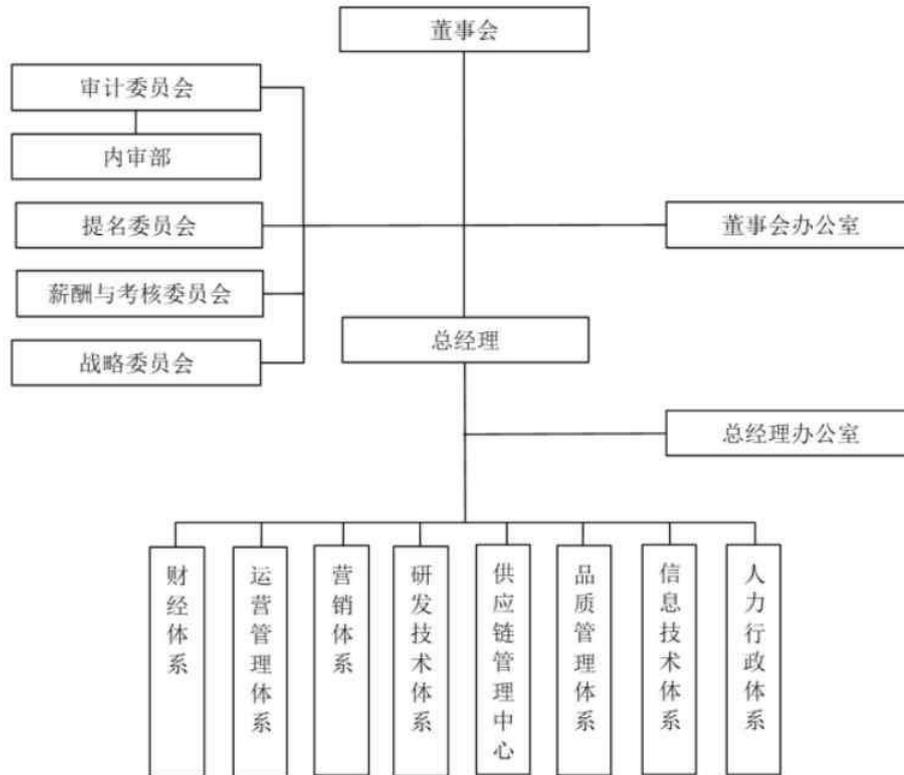 董事会
审计委员会
内审部
提名委员会
董事会办公室
薪酬与考核委员会
总经理
战略委员会
总经理办公室
财经体系
运营管理体系
营销体系
研发技术体系
供应链管理中心
品质管理体系
信息技术体系
人力行政体系